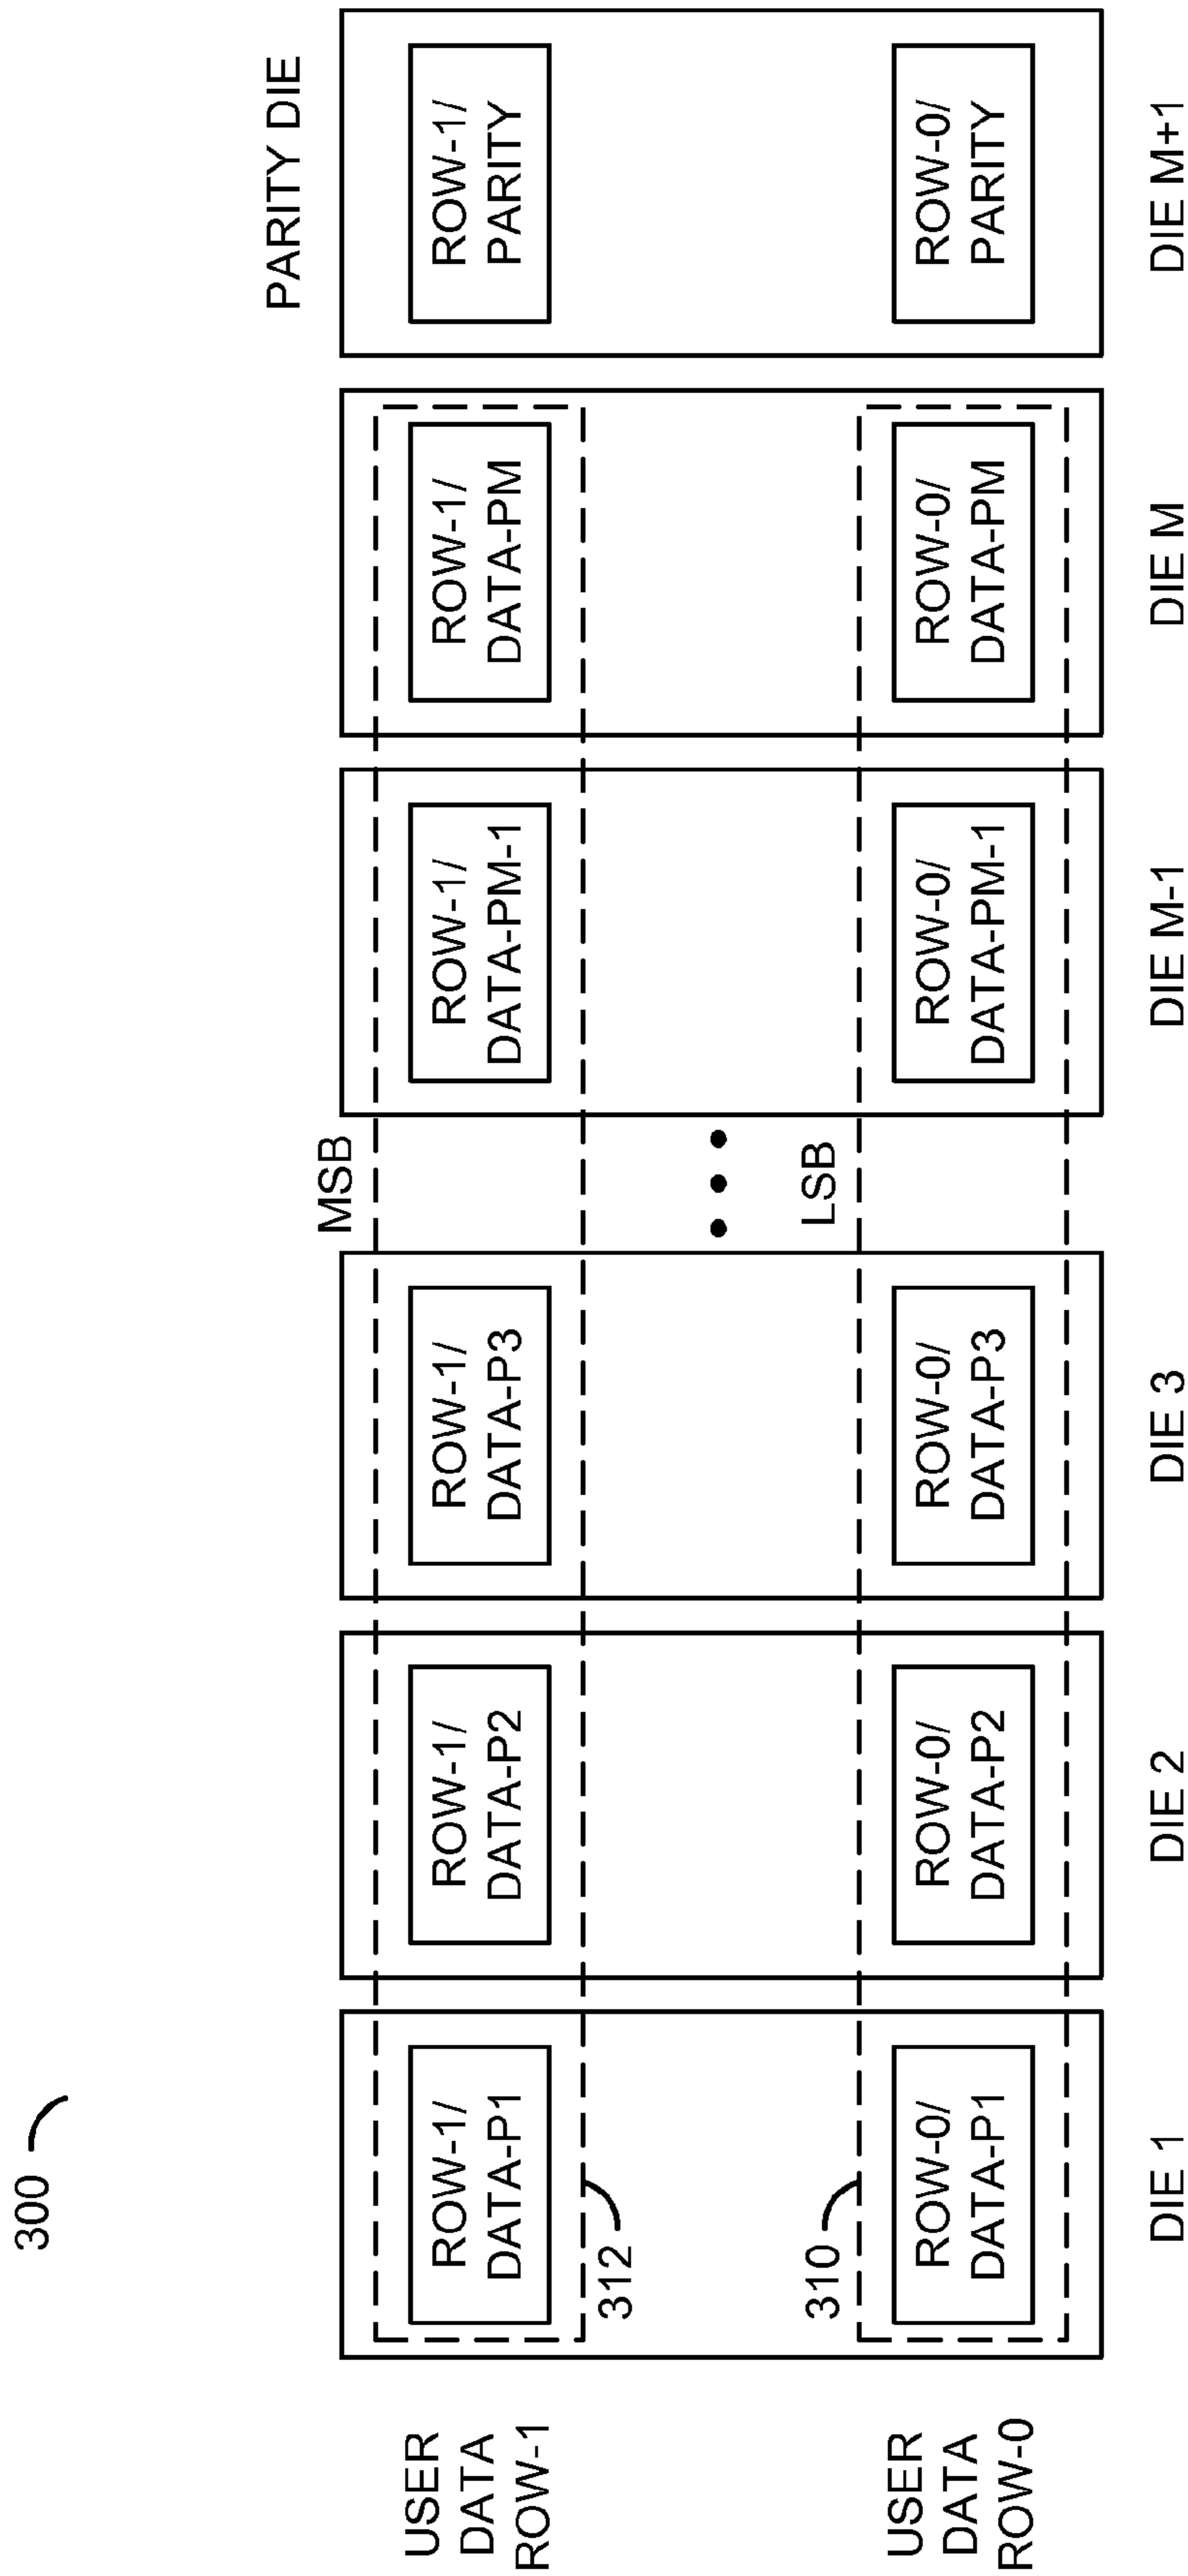 300
PARITY DIE
MSB
USER
DATA
ROW-1
ROW-1/
DATA-P1
ROW-1/
DATA-P2
ROW-1/
DATA-P3
ROW-1/
DATA-PM-1
ROW-1/
DATA-PM
ROW-1/
PARITY
312
310
LSB
USER
DATA
ROW-0
ROW-0/
DATA-P1
ROW-0/
DATA-P2
ROW-0/
DATA-P3
ROW-0/
DATA-PM-1
ROW-0/
DATA-PM
ROW-0/
PARITY
DIE 1
DIE 2
DIE 3
DIE M-1
DIE M
DIE M+1